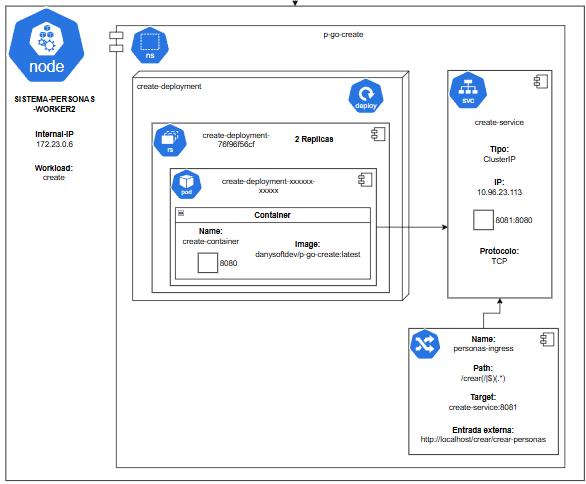 node
SISTEMA-PERSONAS
-WORKER2
Internal-IP
172.23.0.6
Workload:
create
p-go-create
ns
create-deployment
deploy
rs
create-deployment-
76f96f56cf
2 Replicas
pod
create-deployment-xxxxxx-
xxxxx
Container
Name:
create-container
8080
Image:
danysoftdev/p-go-create:latest
svc
create-service
Tipo:
ClusterIP
IP:
10.96.23.113
8081:8080
Protocolo:
TCP
Name:
personas-ingress
Path:
/crear(/|$)(.*)
Target:
create-service:8081
Entrada externa:
http://localhost/crear/crear-personas